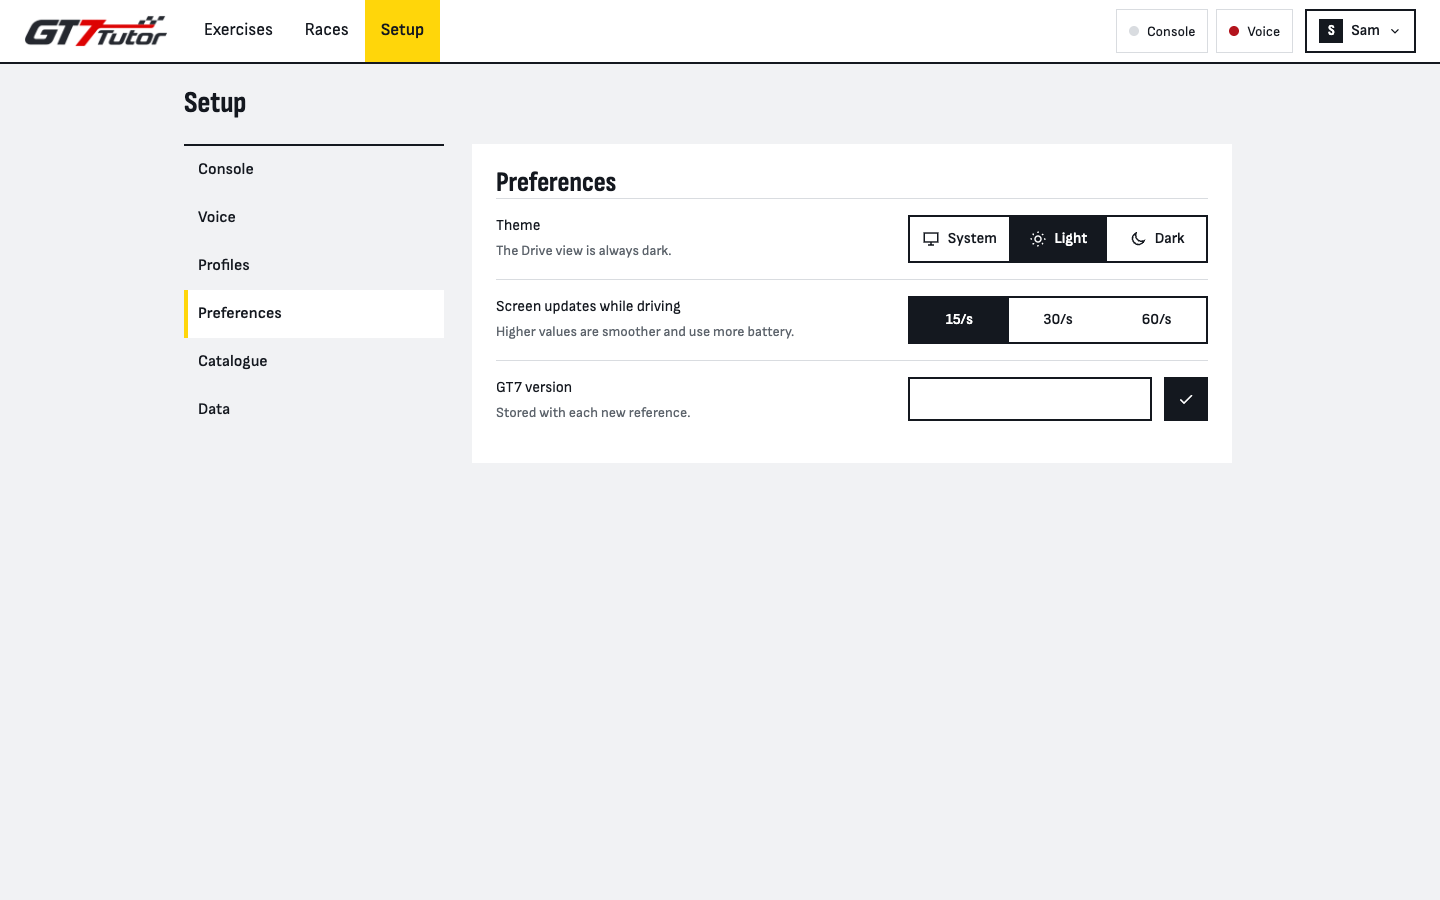 GT7 Tutor
Exercises
Races
Setup
Console
Voice
S
Sam
Setup
Console
Voice
Profiles
Preferences
Catalogue
Data
Preferences
Theme
The Drive view is always dark.
System
Light
Dark
Screen updates while driving
Higher values are smoother and use more battery.
15/s
30/s
60/s
GT7 version
Stored with each new reference.